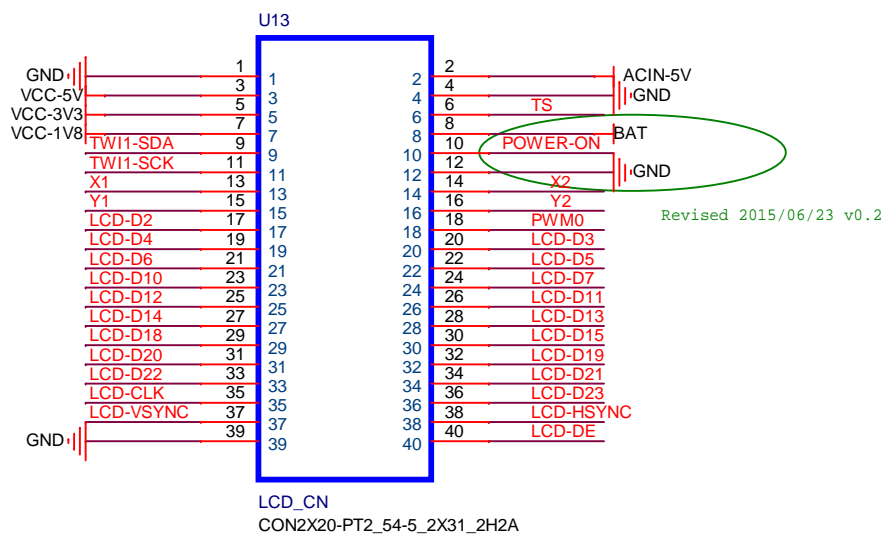 U13
GND 1 1 2 2 ACIN-5V
VCC-5V 3 3 4 4 GND
VCC-3V3 5 5 6 6 TS
VCC-1V8 7 7 8 8 BAT
TWI1-SDA 9 9 10 10 POWER-ON
TWI1-SCK 11 11 12 12 GND
X1 13 13 14 14 X2
Y1 15 15 16 16 Y2
Revised 2015/06/23 v0.2
LCD-D2 17 17 18 18 PWM0
LCD-D4 19 19 20 20 LCD-D3
LCD-D6 21 21 22 22 LCD-D5
LCD-D10 23 23 24 24 LCD-D7
LCD-D12 25 25 26 26 LCD-D11
LCD-D14 27 27 28 28 LCD-D13
LCD-D18 29 29 30 30 LCD-D15
LCD-D20 31 31 32 32 LCD-D19
LCD-D22 33 33 34 34 LCD-D21
LCD-CLK 35 35 36 36 LCD-D23
LCD-VSYNC 37 37 38 38 LCD-HSYNC
GND 39 39 40 40 LCD-DE
LCD_CN
CON2X20-PT2_54-5_2X31_2H2A